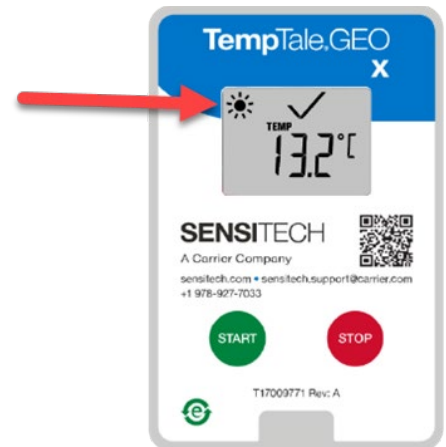 TempTale®GEO
X
TEMP
13.2°C
SENSITECH
A Carrier Company
sensitech.com • sensitech.support@carrier.com
+1 978-927-7033
START
STOP
T17009771 Rev: A
e